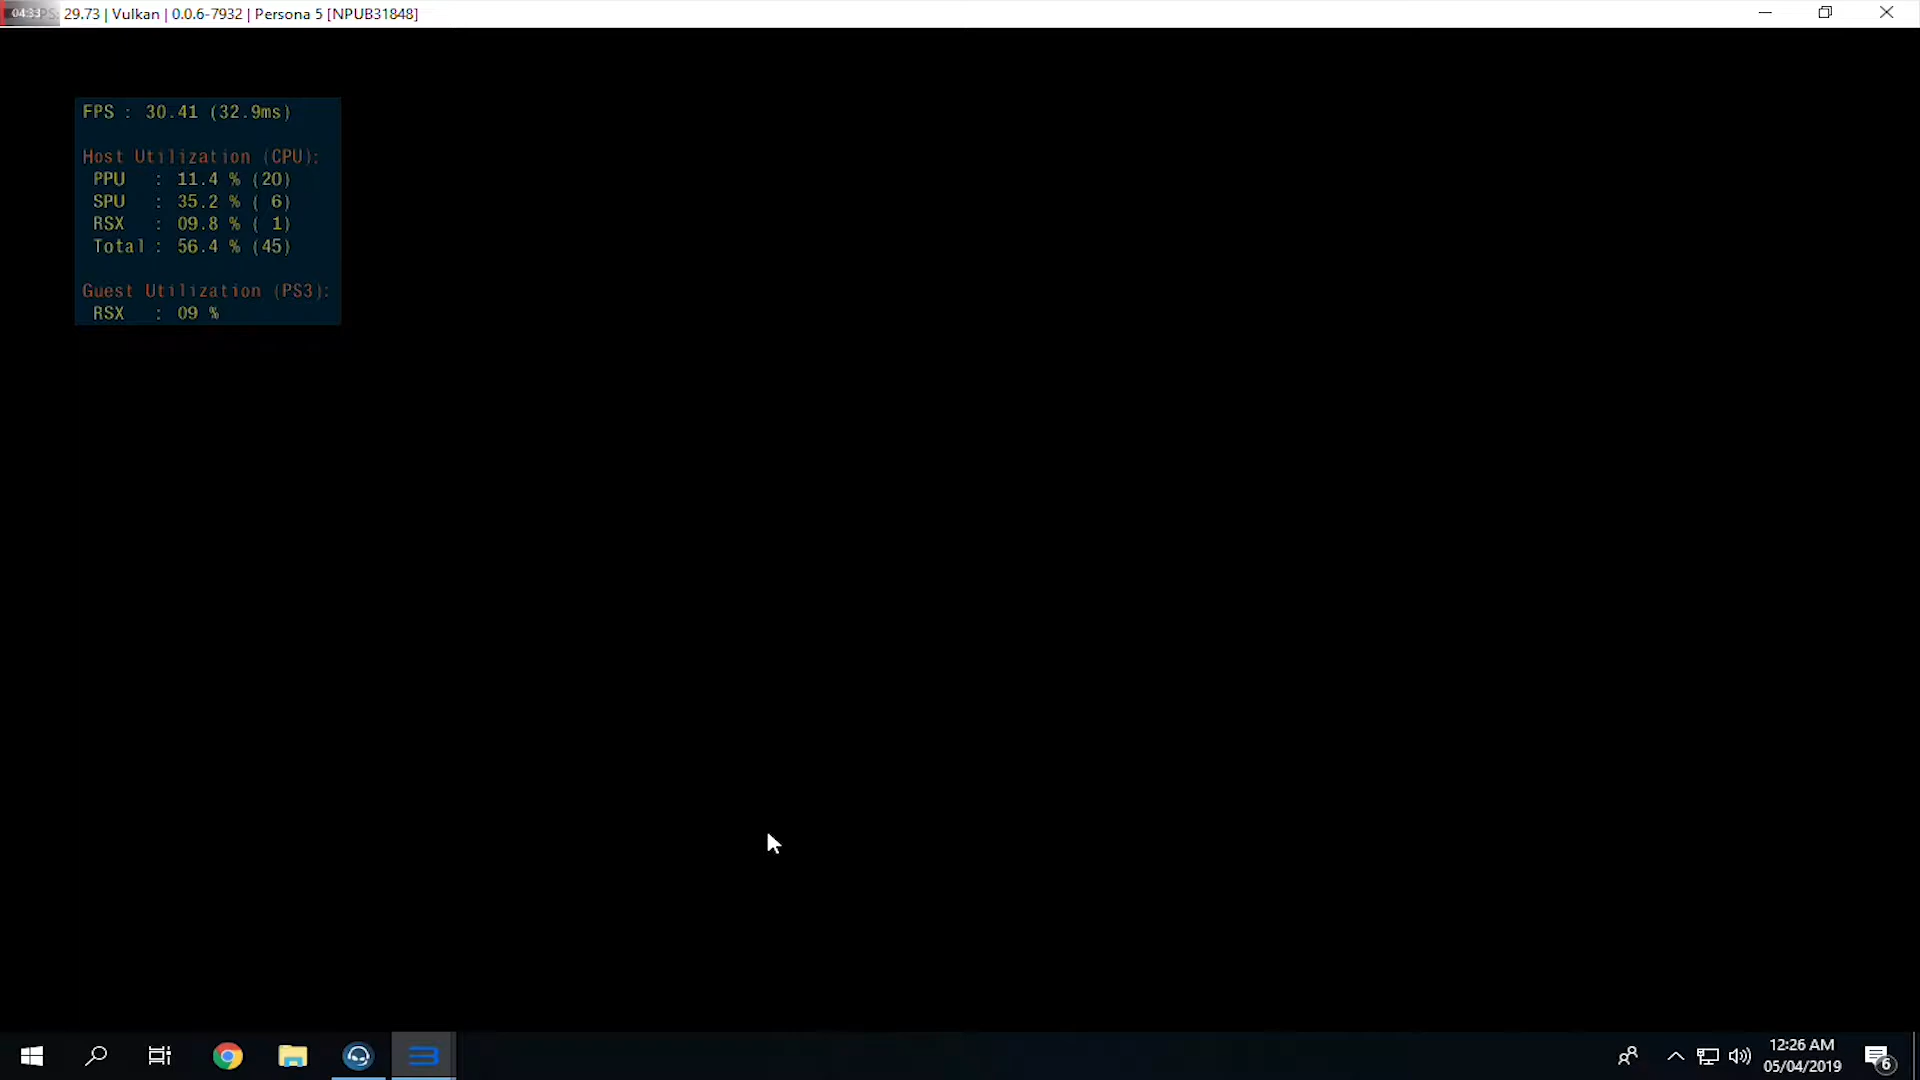 04:33 29.73 | Vulkan | 0.0.6-7932 | Persona 5 [NPUB31848]
FPS : 30.41 (32.9ms)
Host Utilization (CPU):
PPU : 11.4 % (20)
SPU : 35.2 % ( 6)
RSX : 09.8 % ( 1)
Total : 56.4 % (45)
Guest Utilization (PS3):
RSX : 09 %
12:26 AM
05/04/2019
6